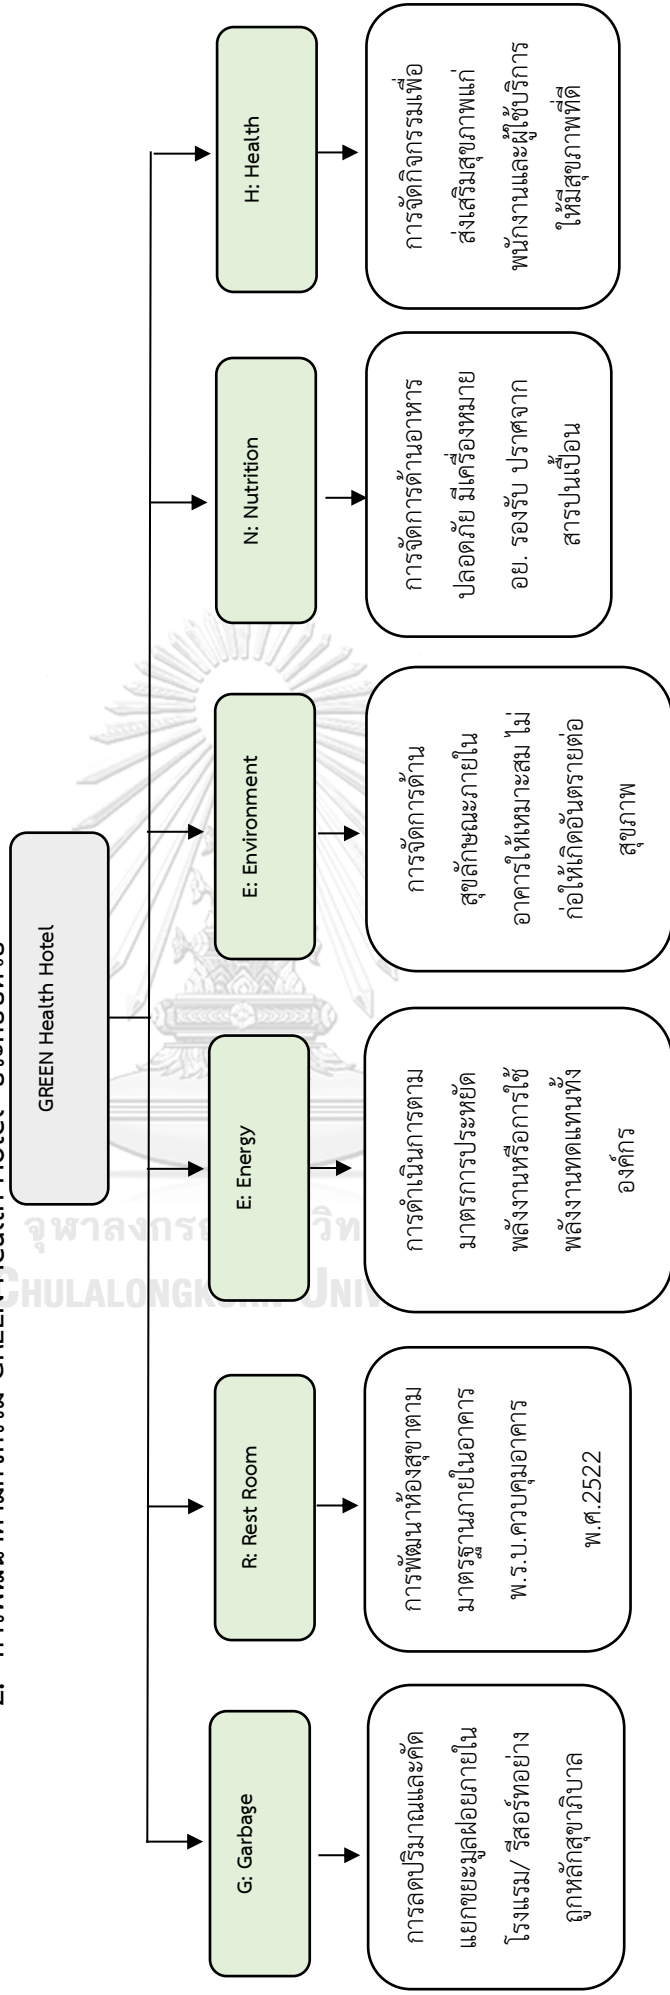 GREEN Health Hotel
G: Garbage
การลดปริมาณและคัด
แยกขยะมูลฝอยภายใน
โรงแรม/ รีสอร์ทอย่าง
ถูกหลักสุขาภิบาล
R: Rest Room
การพัฒนาห้องสุขาตาม
มาตรฐานภายในอาคาร
พ.ร.บ.ควบคุมอาคาร
พ.ศ.2522
E: Energy
การดำเนินการตาม
มาตรการประหยัด
พลังงานหรือการใช้
พลังงานทดแทนทั้ง
องค์กร
E: Environment
การจัดการด้าน
สุขลักษณะภายใน
อาคารให้เหมาะสม ไม่
ก่อให้เกิดอันตรายต่อ
สุขภาพ
N: Nutrition
การจัดการด้านอาหาร
ปลอดภัย มีเครื่องหมาย
อย. รองรับ ปราศจาก
สารปนเปื้อน
H: Health
การจัดกิจกรรมเพื่อ
ส่งเสริมสุขภาพแก่
พนักงานและผู้ใช้บริการ
ให้มีสุขภาพที่ดี
CHULALONGKORN UNIV